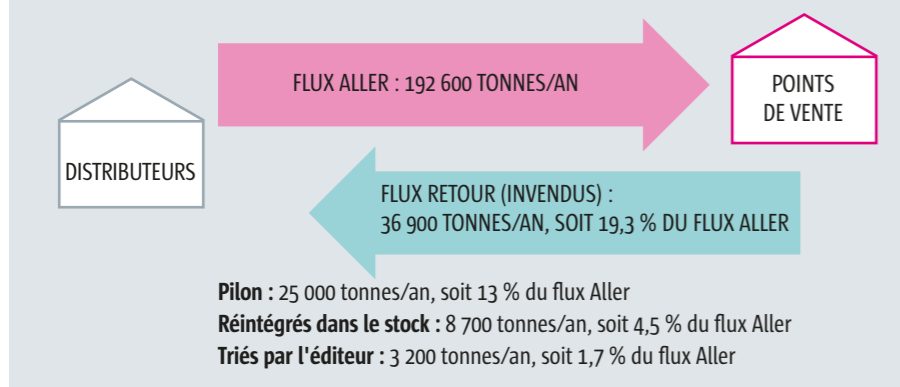 FLUX ALLER : 192 600 TONNES/AN
POINTS
DE VENTE
DISTRIBUTEURS
FLUX RETOUR (INVENDUS) :
36 900 TONNES/AN, SOIT 19,3 % DU FLUX ALLER
Pilon : 25 000 tonnes/an, soit 13 % du flux Aller
Réintégrés dans le stock : 8 700 tonnes/an, soit 4,5 % du flux Aller
Triés par l'éditeur : 3 200 tonnes/an, soit 1,7 % du flux Aller